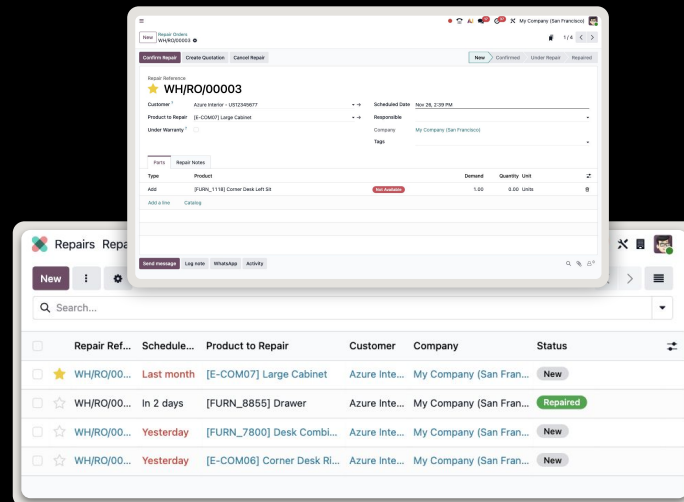 My Company (San Francisco)
New
Repair Orders
WH/RO/00003
1 / 4
Confirm Repair Create Quotation Cancel Repair
New Confirmed Under Repair Repaired
Repair Reference
WH/RO/00003
Customer ? Azure Interior - US12345677
Scheduled Date Nov 26, 2:39 PM
Product to Repair [E-COM07] Large Cabinet
Responsible
Under Warranty ?
Company My Company (San Francisco)
Tags
Parts Repair Notes
Type Product Demand Quantity Unit
Add [FURN_1118] Corner Desk Left Sit Not Available 1.00 0.00 Units
Add a line Catalog
Send message Log note WhatsApp Activity
Repairs Repa
New
Search...
Repair Ref... Schedule... Product to Repair Customer Company Status
WH/RO/00... Last month [E-COM07] Large Cabinet Azure Inte... My Company (San Fran... New
WH/RO/00... In 2 days [FURN_8855] Drawer Azure Inte... My Company (San Fran... Repaired
WH/RO/00... Yesterday [FURN_7800] Desk Combi... Azure Inte... My Company (San Fran... New
WH/RO/00... Yesterday [E-COM06] Corner Desk Ri... Azure Inte... My Company (San Fran... New